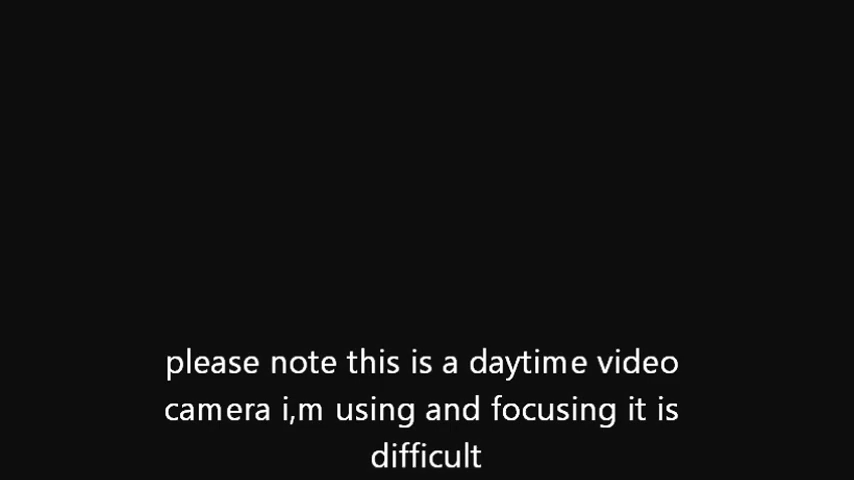 please note this is a daytime video
camera i,m using and focusing it is
difficult